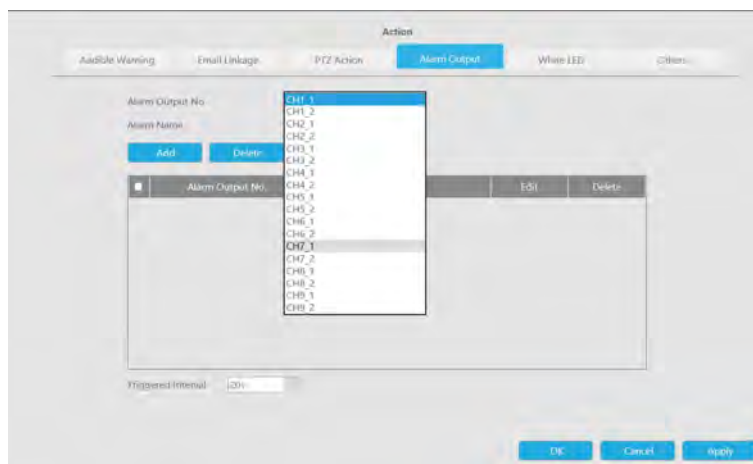 Action
Audible Warning Email Linkage PTZ Action Alarm Output White LED Others
Alarm Output No.
Alarm Name
CH1_1
CH1_2
CH2_1
CH2_2
CH3_1
CH3_2
CH4_1
CH4_2
CH5_1
CH5_2
CH6_1
CH6_2
CH7_1
CH7_2
CH8_1
CH8_2
CH9_1
CH9_2
Add Delete
Alarm Output No. Edit Delete
Triggered Interval
OK Cancel Apply